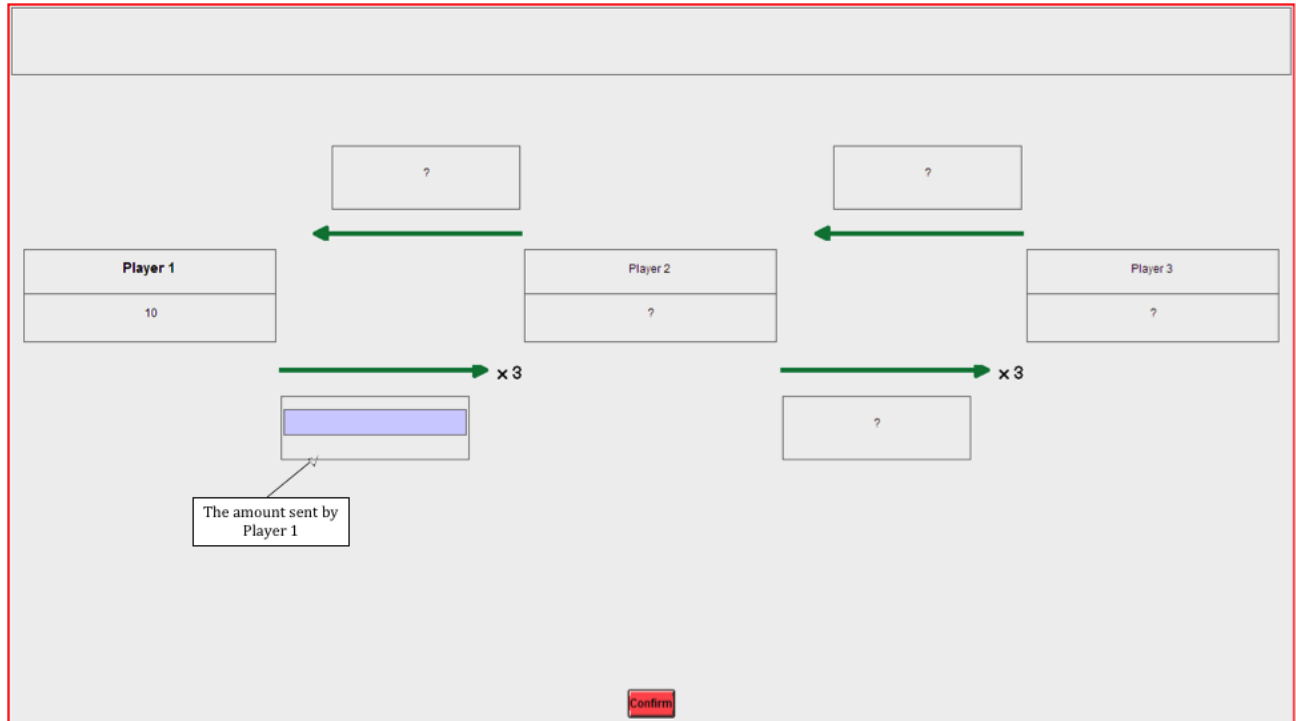 ?
?
Player 1
Player 2
Player 3
10
?
?
× 3
× 3
?
The amount sent by
Player 1
Confirm